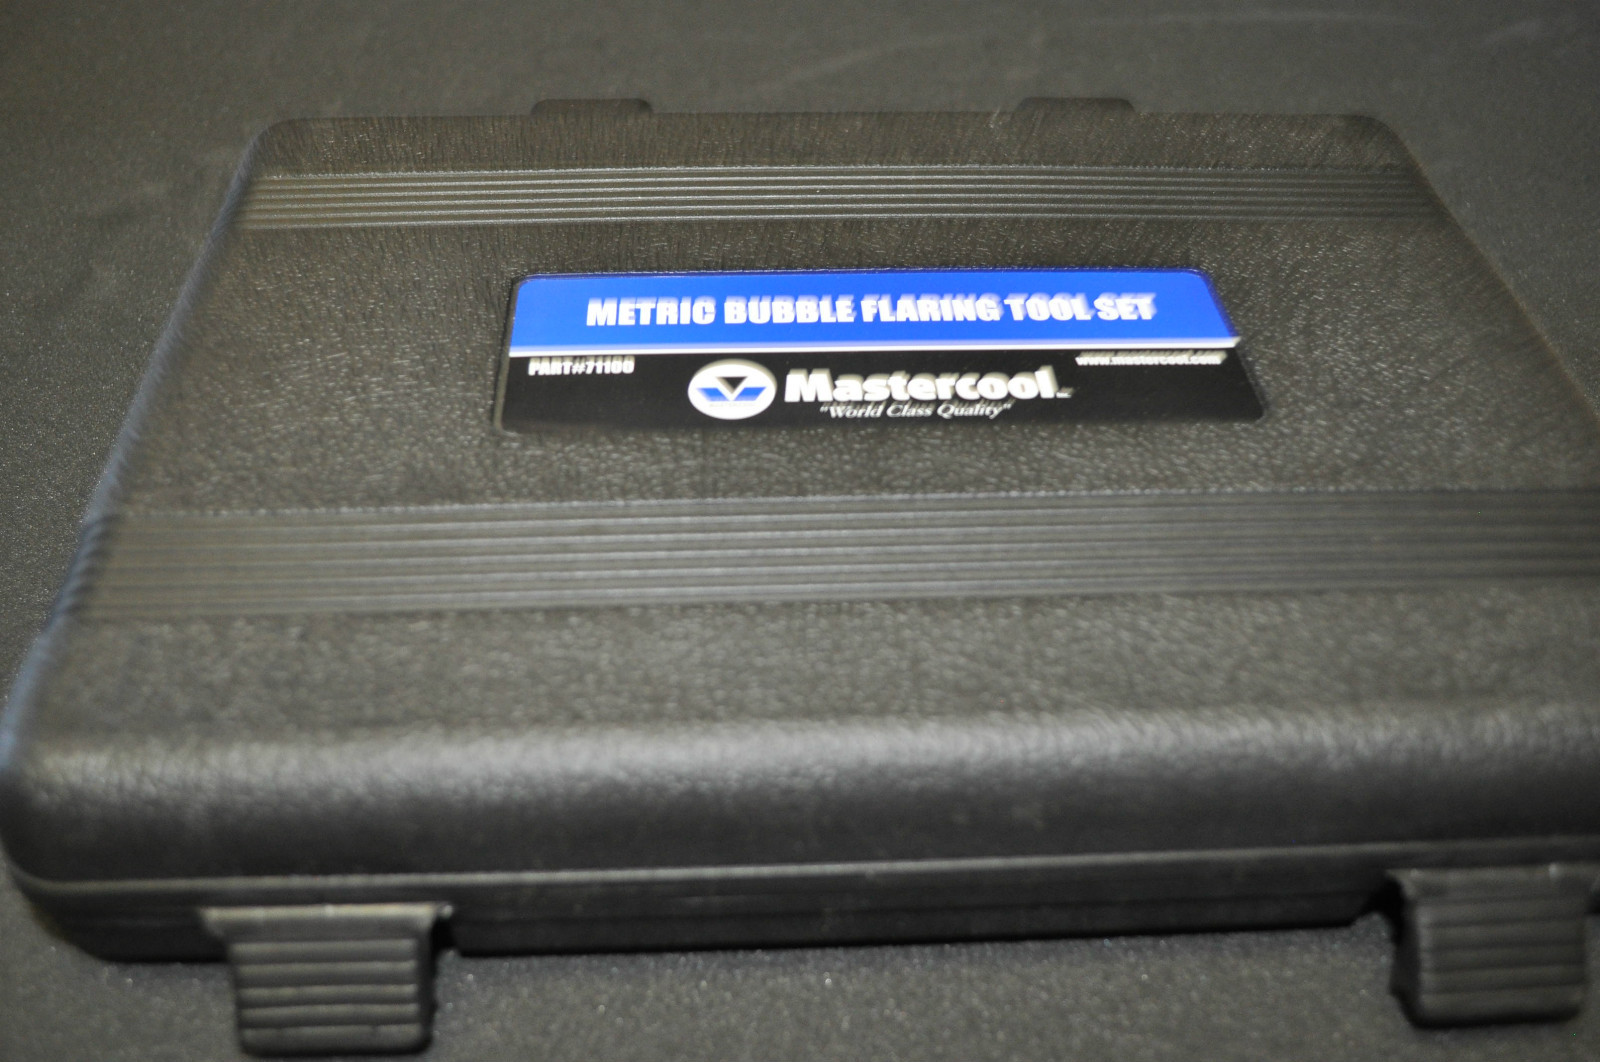 METRIC BUBBLE FLARING TOOL SET
PART#71100
www.mastercool.com
Mastercool
"World Class Quality"